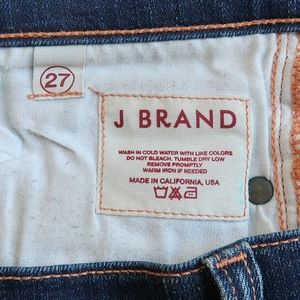 27
J BRAND
WASH IN COLD WATER WITH LIKE COLORS
DO NOT BLEACH. TUMBLE DRY LOW
REMOVE PROMPTLY
WARM IRON IF NEEDED
MADE IN CALIFORNIA, USA